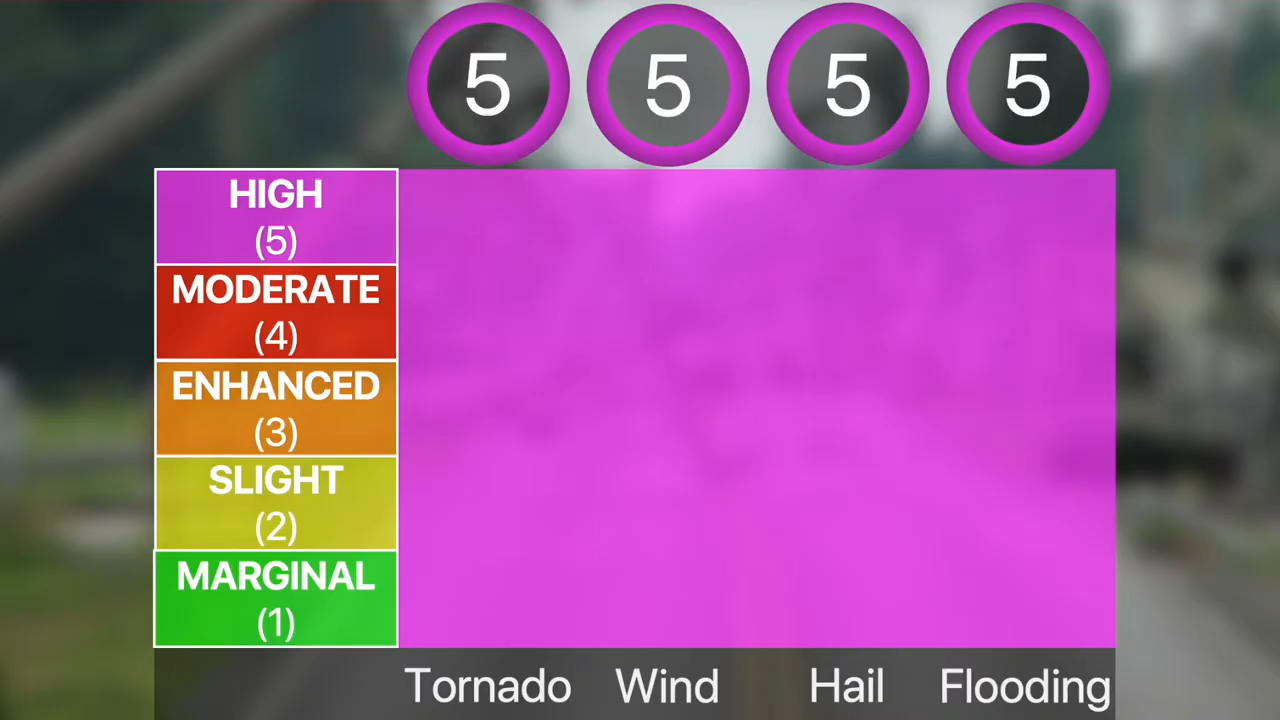 5 5 5 5
HIGH
(5)
MODERATE
(4)
ENHANCED
(3)
SLIGHT
(2)
MARGINAL
(1)
Tornado Wind Hail Flooding